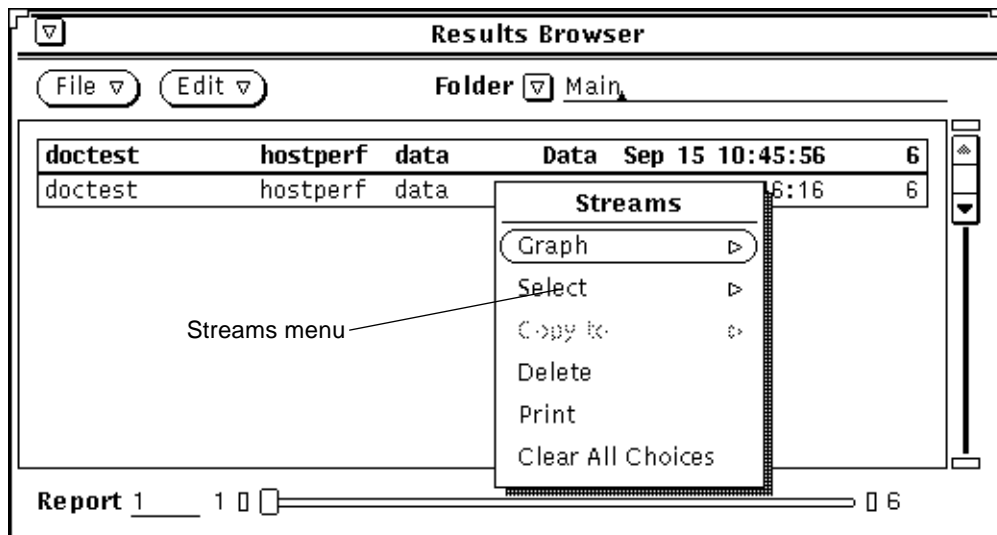 Results Browser
File Edit Folder Main
doctest hostperf data Data Sep 15 10:45:56 6
doctest hostperf data 6:16 6
Streams
Graph
Select
Streams menu
Copy to
Delete
Print
Clear All Choices
Report 1 1 6